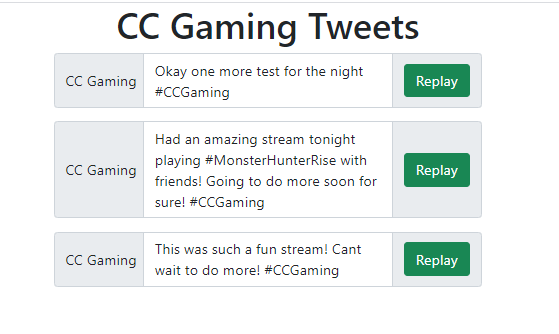 CC Gaming Tweets
CC Gaming
Okay one more test for the night
#CCGaming
Replay
CC Gaming
Had an amazing stream tonight
playing #MonsterHunterRise with
friends! Going to do more soon for
sure! #CCGaming
Replay
CC Gaming
This was such a fun stream! Cant
wait to do more! #CCGaming
Replay